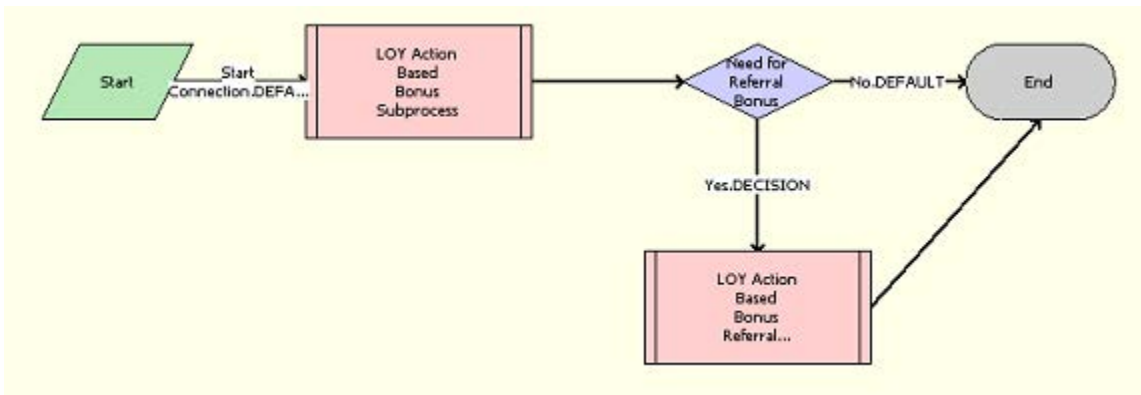 Start
Start
Connection.DEFA...
LOY Action
Based
Bonus
Subprocess
Need for
Referral
Bonus
No.DEFAULT
End
Yes.DECISION
LOY Action
Based
Bonus
Referral...